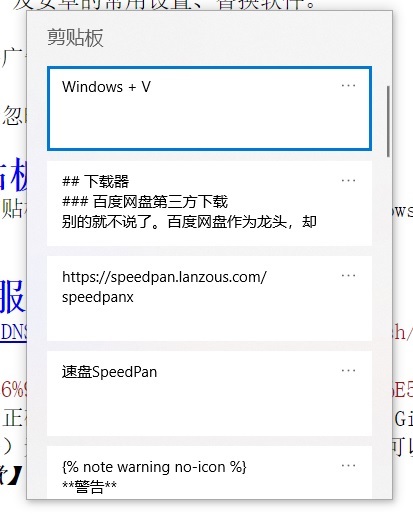 及安卓的常用设置、替换软件。
剪贴板
广
Windows + V
## 下载器
### 百度网盘第三方下载
别的就不说了。百度网盘作为龙头，却
贴
ows
https://speedpan.lanzous.com/
speedpanx
服
DNS
sh/
速盘SpeedPan
6%9
E5
正
Gi
可以
{% note warning no-icon %}
**警告**